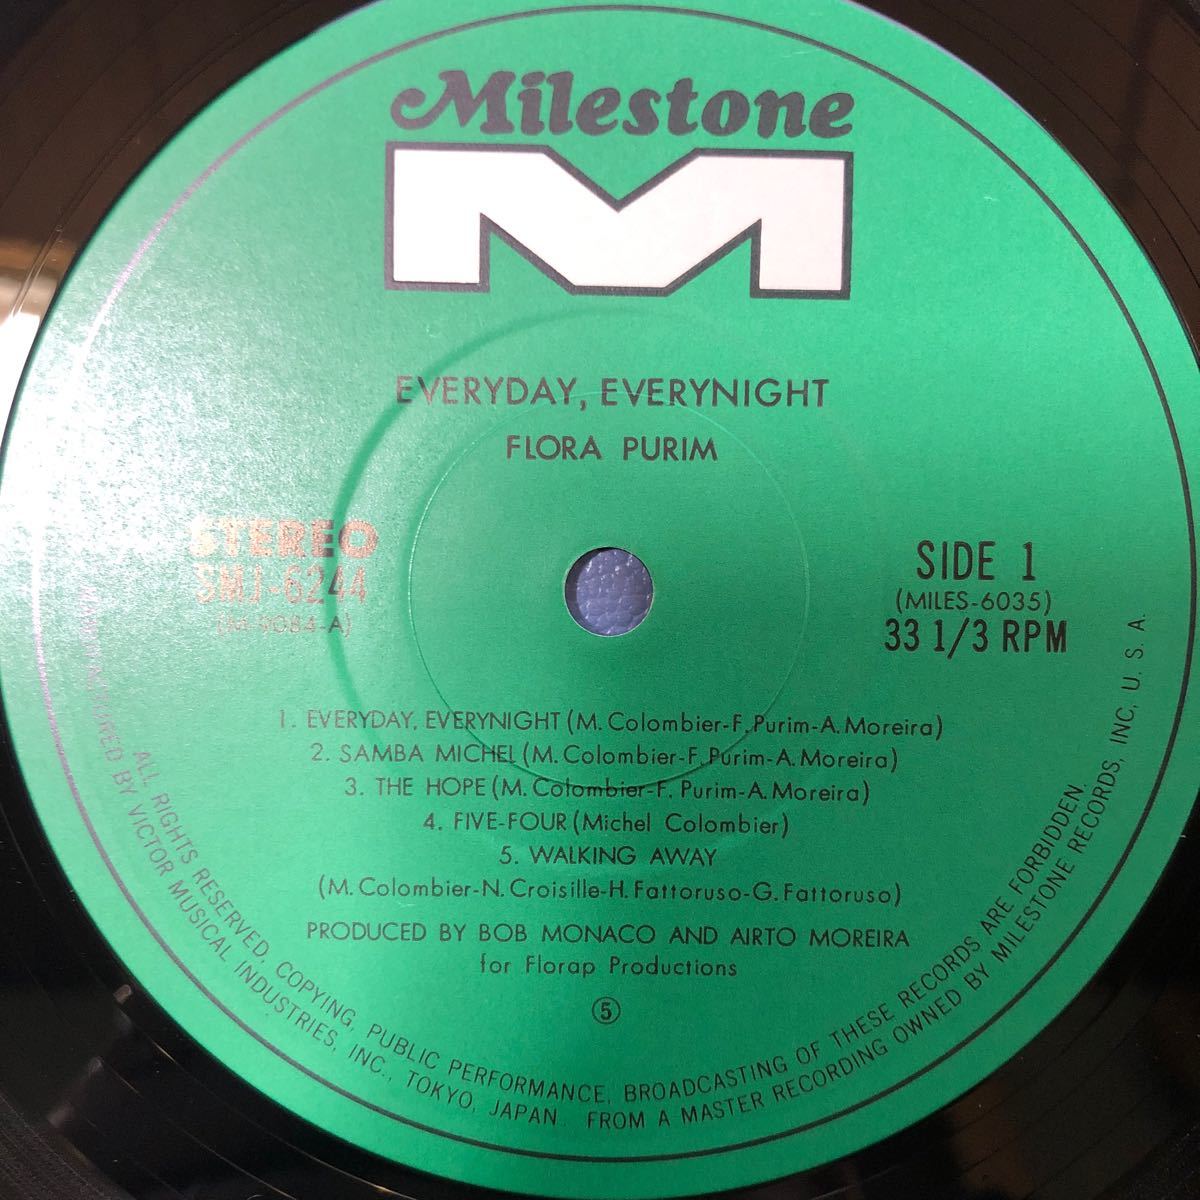 Milestone
EVERYDAY, EVERYNIGHT
FLORA PURIM
STEREO
SMJ-6244
(M-9084-A)
SIDE 1
(MILES-6035)
33 1/3 RPM
1. EVERYDAY, EVERYNIGHT (M. Colombier-F. Purim-A. Moreira)
2. SAMBA MICHEL (M. Colombier-F. Purim-A. Moreira)
3. THE HOPE (M. Colombier-F. Purim-A. Moreira)
4. FIVE-FOUR (Michel Colombier)
5. WALKING AWAY
(M. Colombier-N. Croisille-H. Fattoruso-G. Fattoruso)
PRODUCED BY BOB MONACO AND AIRTO MOREIRA
for Florap Productions
⑤
ALL RIGHTS RESERVED, COPYING, PUBLIC PERFORMANCE, BROADCASTING OF THESE RECORDS ARE FORBIDDEN.
MANUFACTURED BY VICTOR MUSICAL INDUSTRIES, INC., TOKYO, JAPAN FROM A MASTER RECORDING OWNED BY MILESTONE RECORDS, INC, U. S. A.